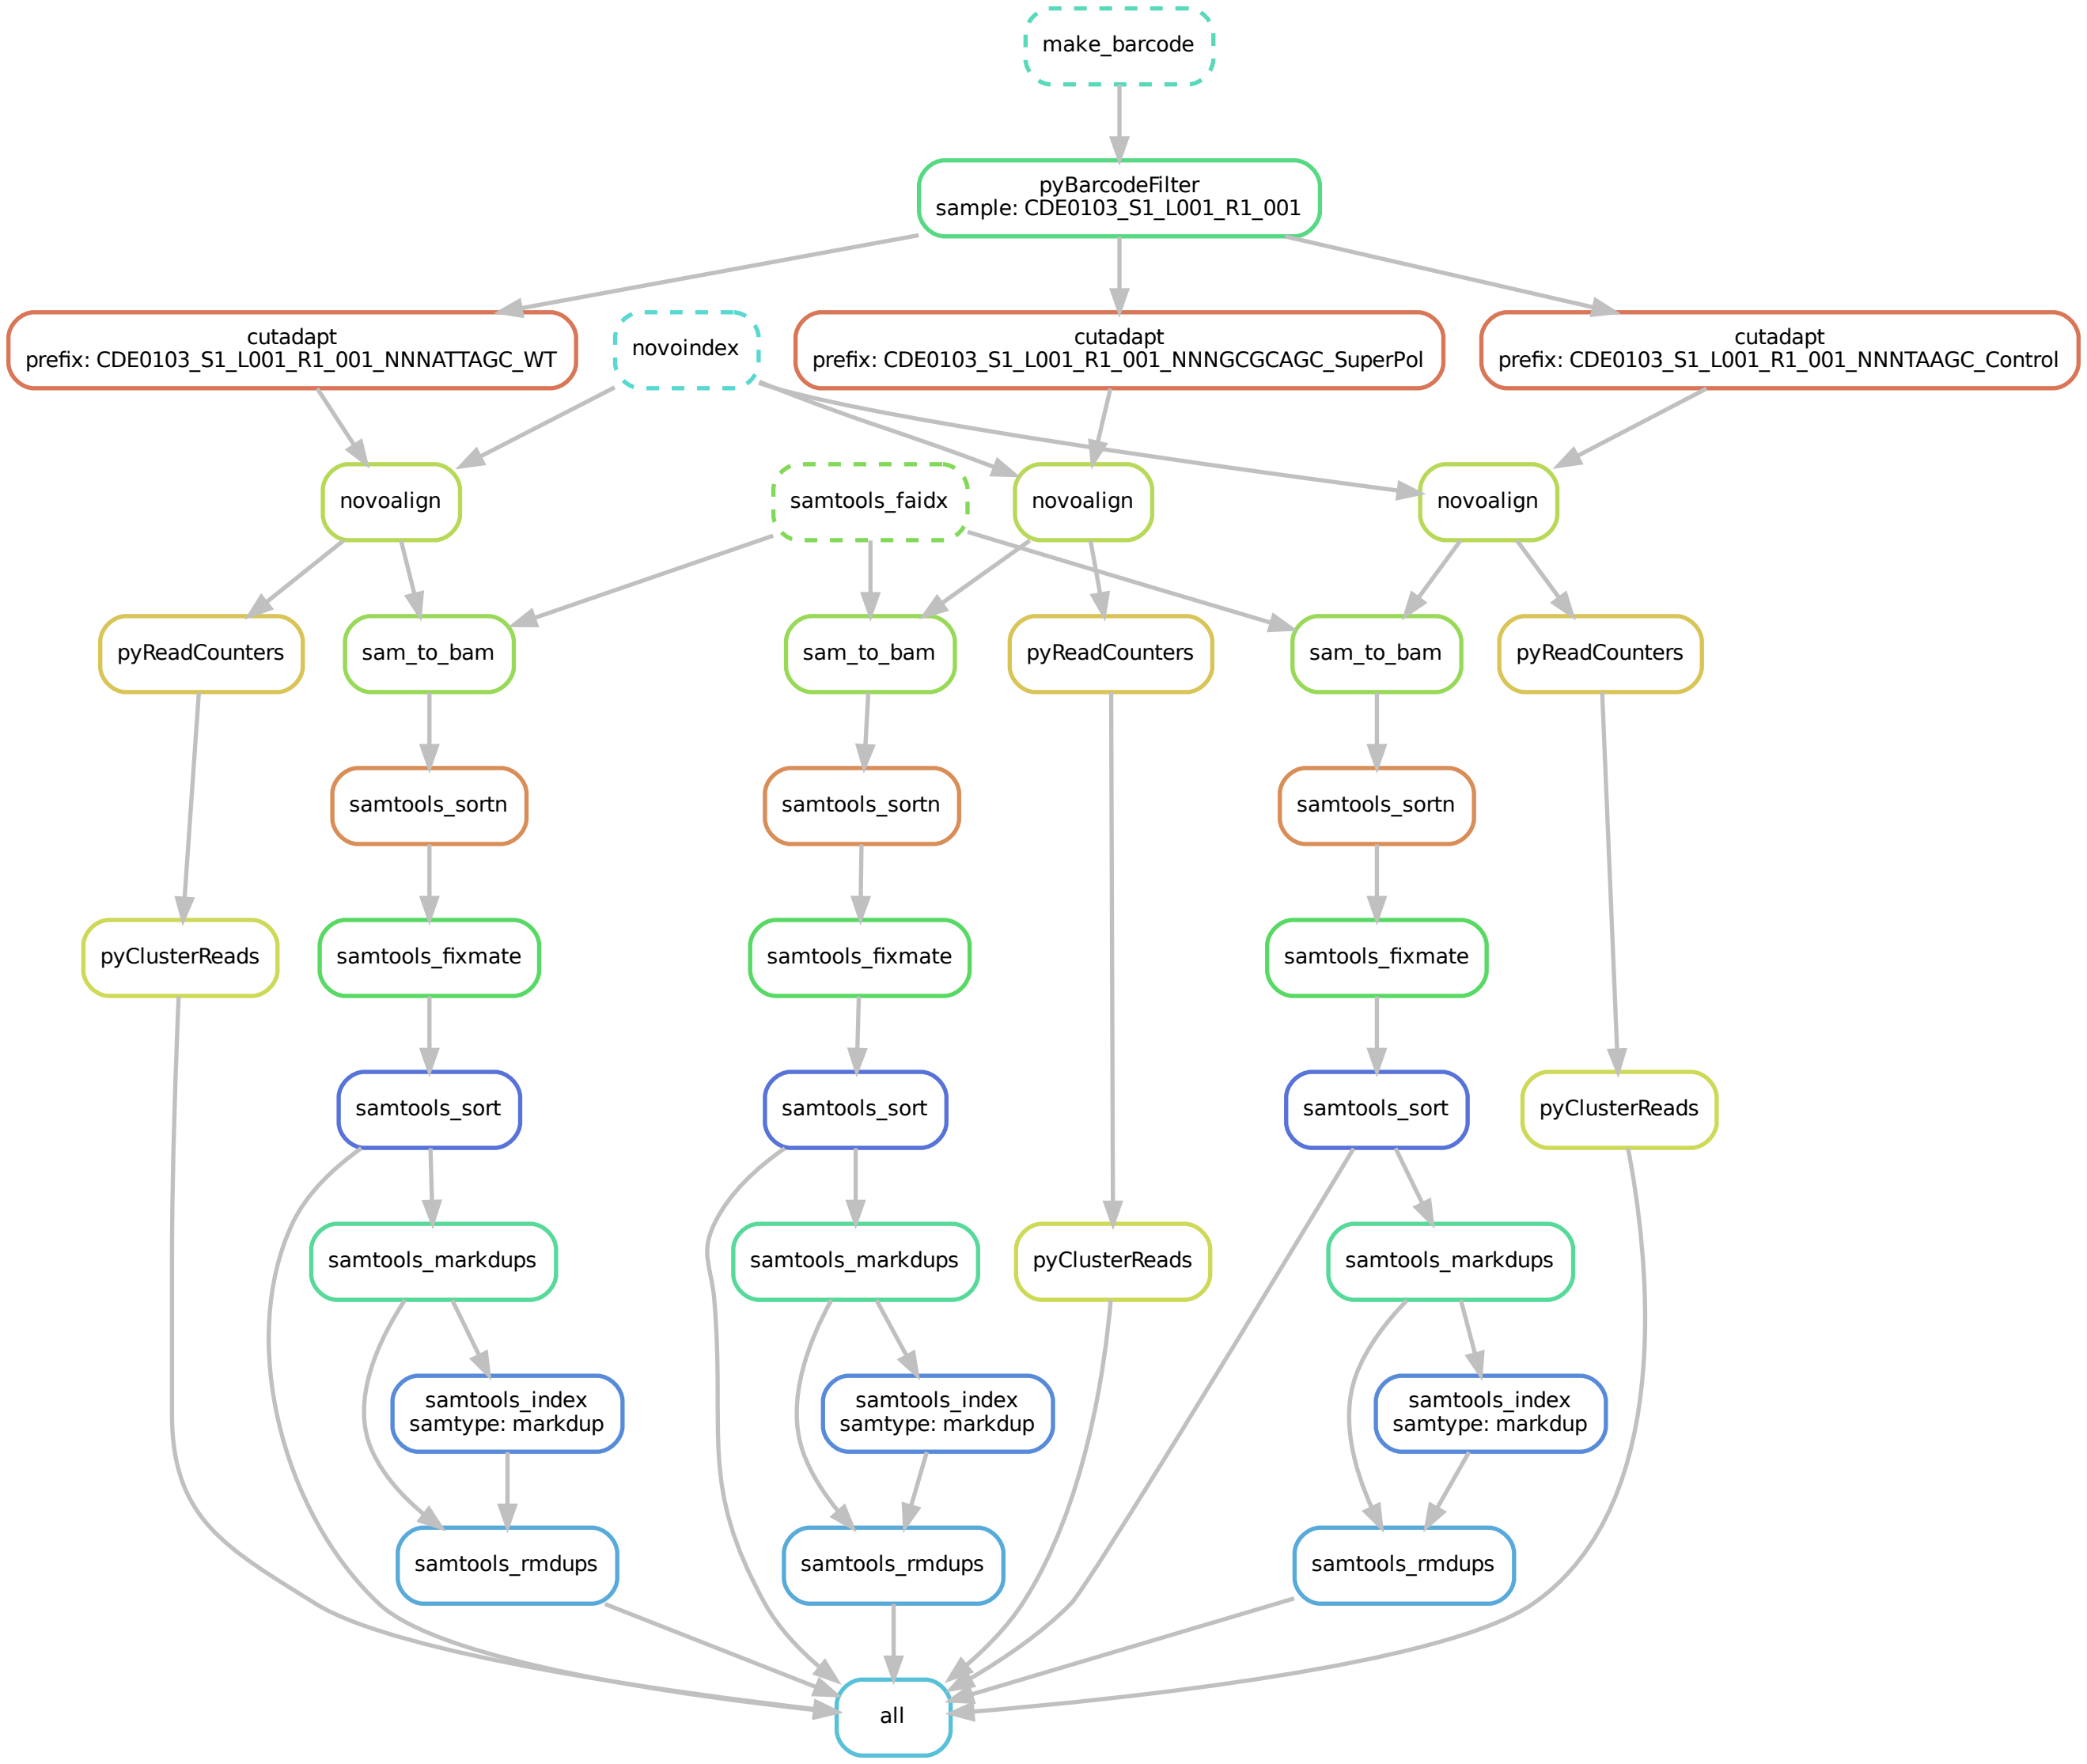 make_barcode
pyBarcodeFilter
sample: CDE0103_S1_L001_R1_001
cutadapt
prefix: CDE0103_S1_L001_R1_001_NNNATTAGC_WT
novoindex
cutadapt
prefix: CDE0103_S1_L001_R1_001_NNNGCGCAGC_SuperPol
cutadapt
prefix: CDE0103_S1_L001_R1_001_NNNTAAGC_Control
novoalign
samtools_faidx
novoalign
novoalign
pyReadCounters
sam_to_bam
sam_to_bam
pyReadCounters
sam_to_bam
pyReadCounters
samtools_sortn
samtools_sortn
samtools_sortn
pyClusterReads
samtools_fixmate
samtools_fixmate
samtools_fixmate
samtools_sort
samtools_sort
samtools_sort
pyClusterReads
samtools_markdups
samtools_markdups
pyClusterReads
samtools_markdups
samtools_index
samtype: markdup
samtools_index
samtype: markdup
samtools_index
samtype: markdup
samtools_rmdups
samtools_rmdups
samtools_rmdups
all